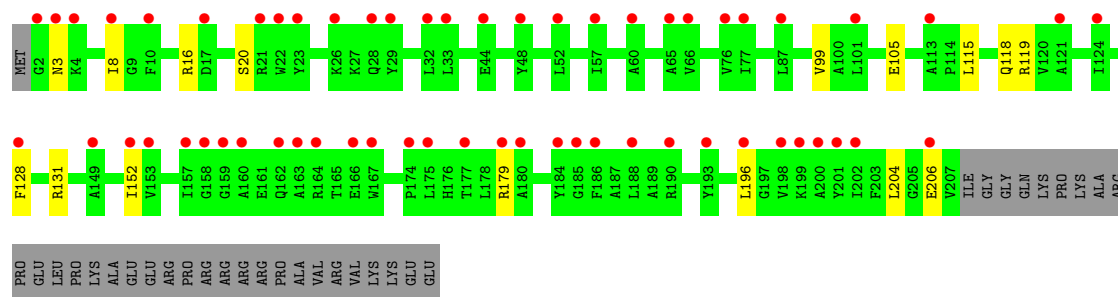 MET G2 N3 K4 I8 G9 F10 R16 D17 S20 R21 W22 Y23 K26 K27 Q28 Y29 L32 L33 E44 Y48 L52 I57 A60 A65 V66 V76 I77 L87 V99 A100 L101 E105 A113 P114 L115 Q118 R119 V120 A121 I124
F128 R131 A149 I152 V153 I157 G158 G159 A160 E161 Q162 A163 R164 T165 E166 W167 P174 L175 H176 T177 L178 R179 A180 Y184 G185 F186 A187 L188 A189 R190 Y193 L196 G197 V198 K199 A200 Y201 I202 F203 L204 G205 E206 V207 ILE GLY GLY GLN LYS PRO LYS ALA ARG
PRO GLU LEU PRO LYS ALA GLU GLU ARG PRO ARG ARG ARG ARG PRO ALA VAL ARG VAL LYS LYS GLU GLU